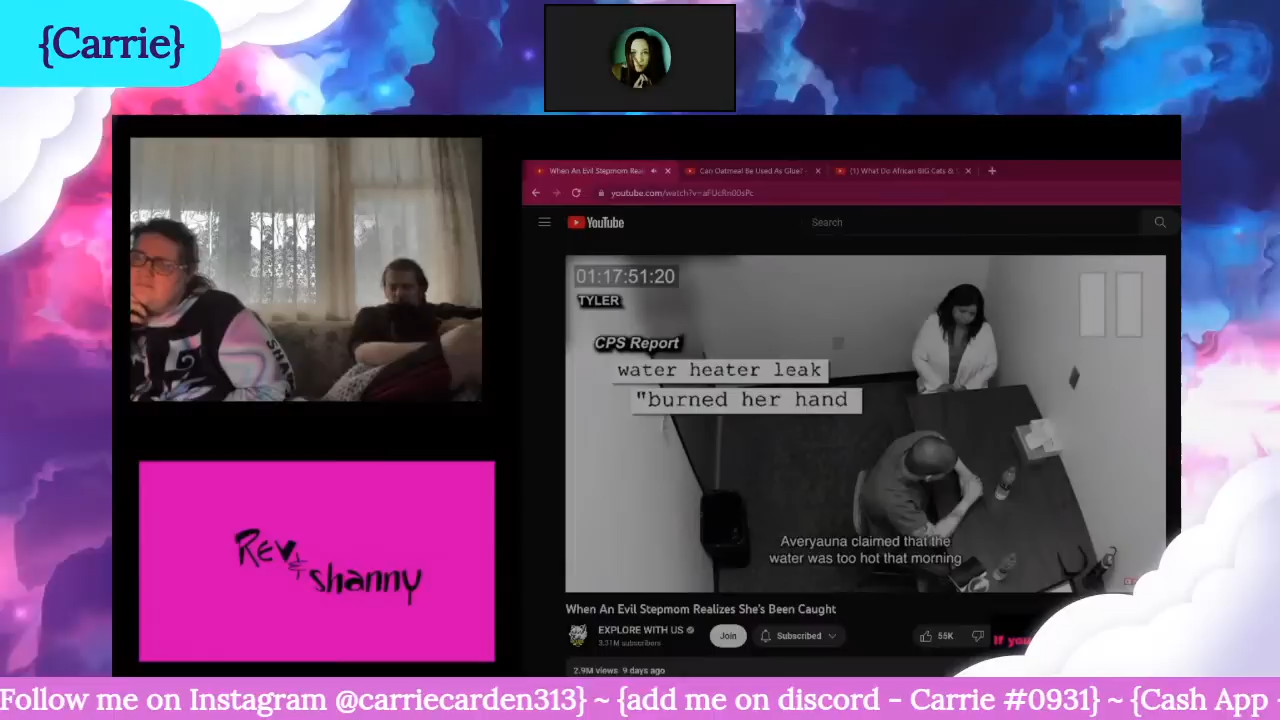 {Carrie}
When An Evil Stepmom Rea
Can Oatmeal Be Used As Glue?
(1) What Do African BIG Cats &
youtube.com/watch?v=aFUcRn00sPc
YouTube
Search
01:17:51:20
TYLER
CPS Report
water heater leak
"burned her hand
Averyauna claimed that the
water was too hot that morning
Rev & shanny
When An Evil Stepmom Realizes She's Been Caught
EXPLORE WITH US
3.31M subscribers
Join
Subscribed
55K
If you
2.9M views 9 days ago
Follow me on Instagram @carriecarden313} ~ {add me on discord - Carrie #0931} ~ {Cash App